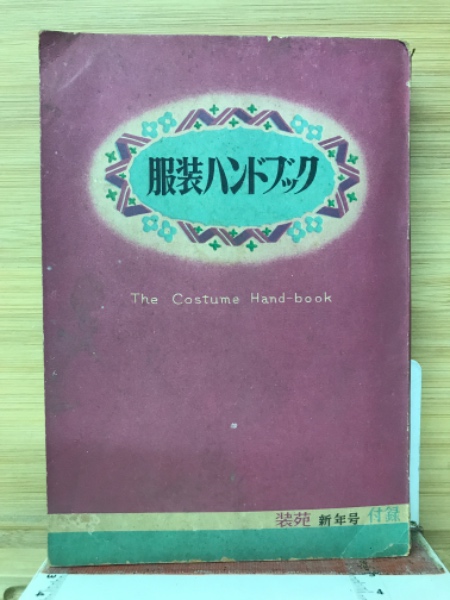 服装ハンドブック
The Costume Hand-book
装苑 新年号 付録